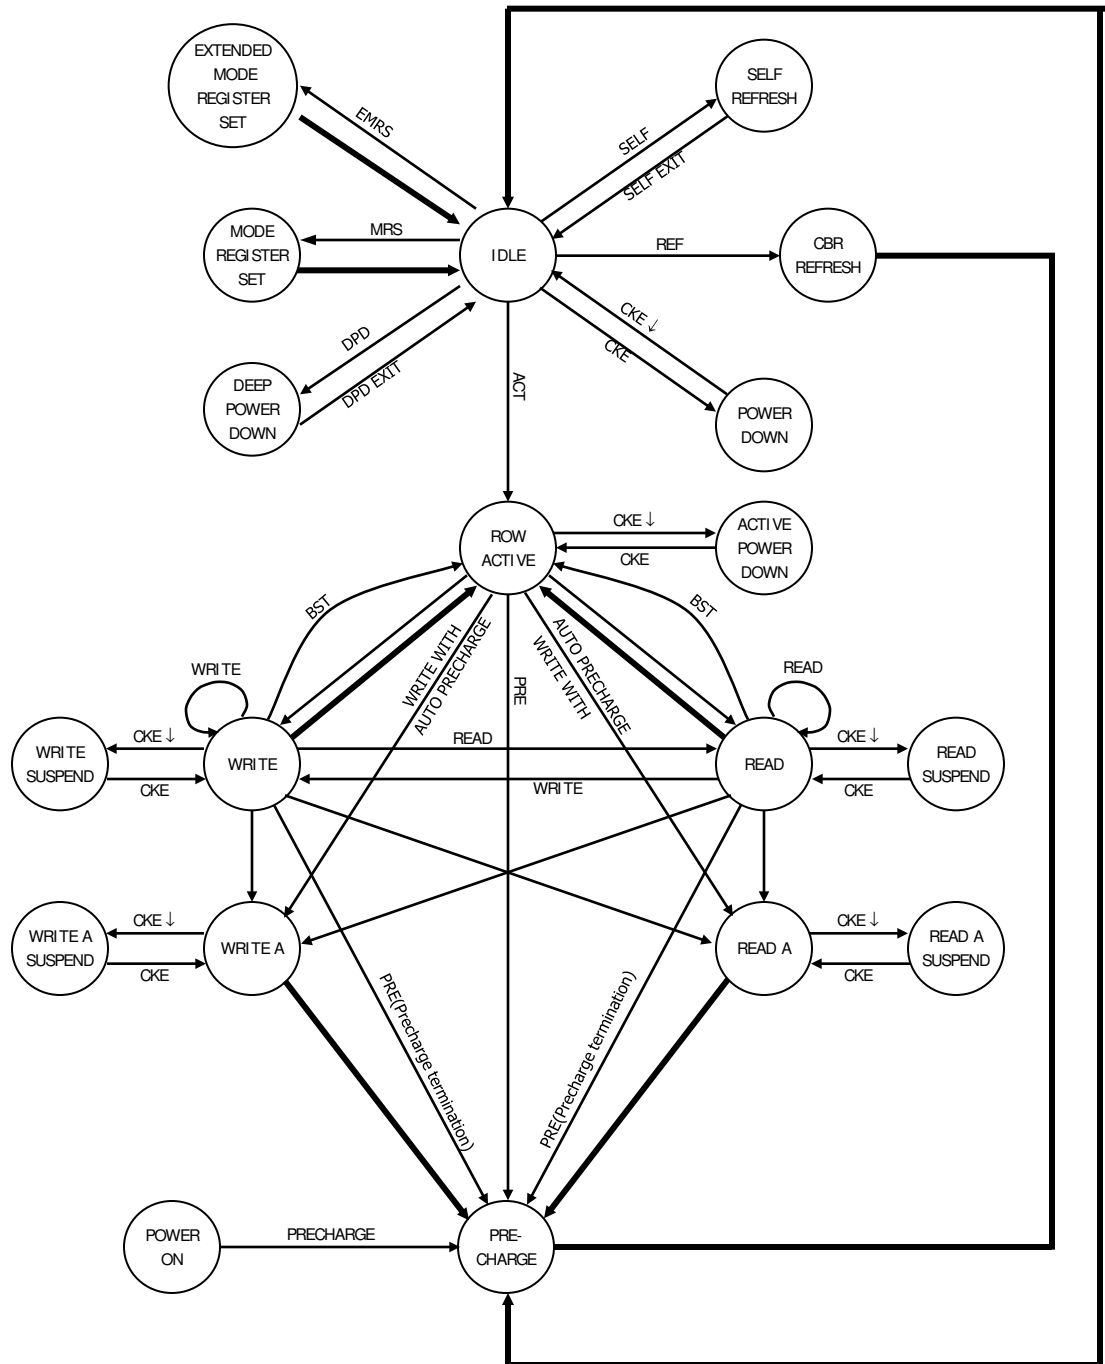 EXTENDED
MODE
REGISTER
SET
SELF
REFRESH
EMRS
SELF
SELF EXIT
MODE
REGISTER
SET
MRS
IDLE
REF
CBR
REFRESH
DPD
DPD EXIT
CKE ↓
CKE
ACT
DEEP
POWER
DOWN
POWER
DOWN
ROW
ACTIVE
CKE ↓
CKE
ACTIVE
POWER
DOWN
BST
BST
WRITE WITH
AUTO PRECHARGE
PRE
AUTO PRECHARGE
WRITE WITH
WRITE
READ
WRITE
SUSPEND
CKE ↓
CKE
WRITE
READ
WRITE
READ
CKE ↓
CKE
READ
SUSPEND
WRITE A
SUSPEND
CKE ↓
CKE
WRITE A
READ A
CKE ↓
CKE
READ A
SUSPEND
PRE(Precharge termination)
PRE(Precharge termination)
POWER
ON
PRECHARGE
PRE-
CHARGE